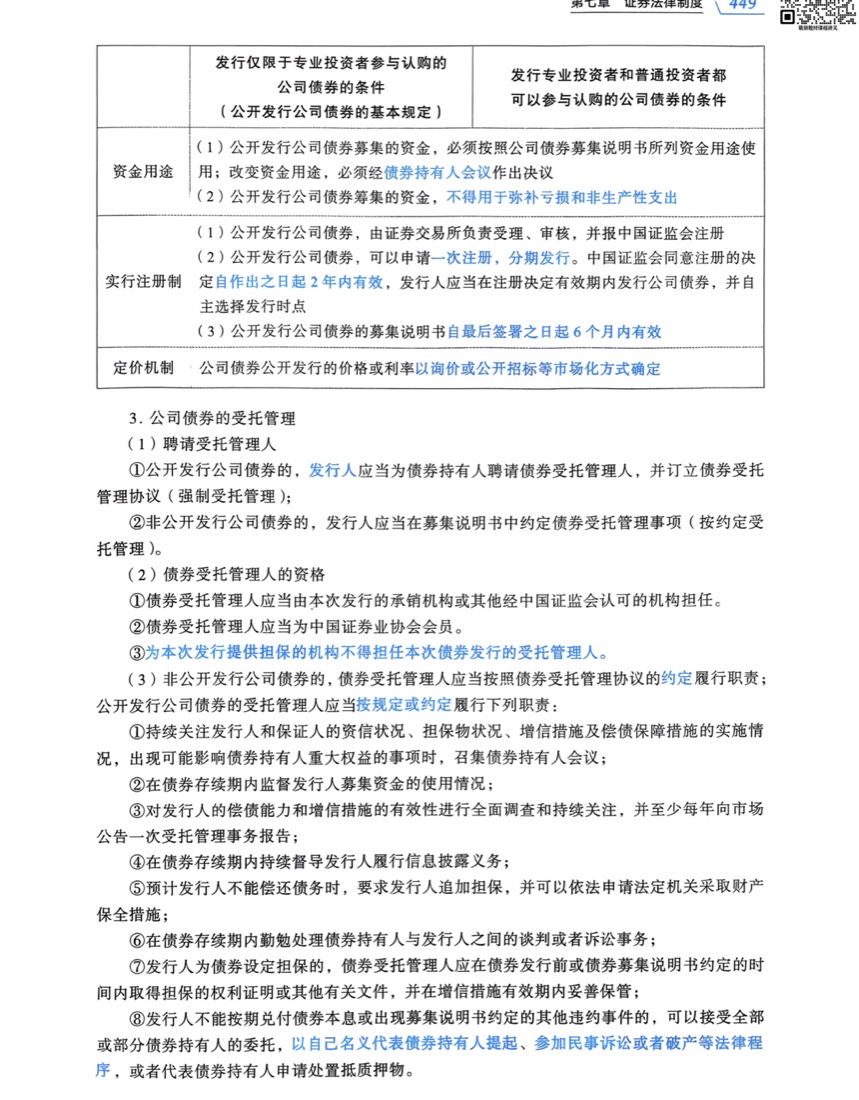 第七章 证券法律制度 449
发行仅限于专业投资者参与认购的
公司债券的条件
（公开发行公司债券的基本规定）
发行专业投资者和普通投资者都
可以参与认购的公司债券的条件
资金用途
（1）公开发行公司债券募集的资金，必须按照公司债券募集说明书所列资金用途使
用；改变资金用途，必须经债券持有人会议作出决议
（2）公开发行公司债券筹集的资金，不得用于弥补亏损和非生产性支出
实行注册制
（1）公开发行公司债券，由证券交易所负责受理、审核，并报中国证监会注册
（2）公开发行公司债券，可以申请一次注册，分期发行。中国证监会同意注册的决
定自作出之日起 2 年内有效，发行人应当在注册决定有效期内发行公司债券，并自
主选择发行时点
（3）公开发行公司债券的募集说明书自最后签署之日起 6 个月内有效
定价机制
公司债券公开发行的价格或利率以询价或公开招标等市场化方式确定
3. 公司债券的受托管理
（1）聘请受托管理人
①公开发行公司债券的，发行人应当为债券持有人聘请债券受托管理人，并订立债券受托
管理协议（强制受托管理）；
②非公开发行公司债券的，发行人应当在募集说明书中约定债券受托管理事项（按约定受
托管理）。
（2）债券受托管理人的资格
①债券受托管理人应当由本次发行的承销机构或其他经中国证监会认可的机构担任。
②债券受托管理人应当为中国证券业协会会员。
③为本次发行提供担保的机构不得担任本次债券发行的受托管理人。
（3）非公开发行公司债券的，债券受托管理人应当按照债券受托管理协议的约定履行职责；
公开发行公司债券的受托管理人应当按规定或约定履行下列职责：
①持续关注发行人和保证人的资信状况、担保物状况、增信措施及偿债保障措施的实施情
况，出现可能影响债券持有人重大权益的事项时，召集债券持有人会议；
②在债券存续期内监督发行人募集资金的使用情况；
③对发行人的偿债能力和增信措施的有效性进行全面调查和持续关注，并至少每年向市场
公告一次受托管理事务报告；
④在债券存续期内持续督导发行人履行信息披露义务；
⑤预计发行人不能偿还债务时，要求发行人追加担保，并可以依法申请法定机关采取财产
保全措施；
⑥在债券存续期内勤勉处理债券持有人与发行人之间的谈判或者诉讼事务；
⑦发行人为债券设定担保的，债券受托管理人应在债券发行前或债券募集说明书约定的时
间内取得担保的权利证明或其他有关文件，并在增信措施有效期内妥善保管；
⑧发行人不能按期兑付债券本息或出现募集说明书约定的其他违约事件的，可以接受全部
或部分债券持有人的委托，以自己名义代表债券持有人提起、参加民事诉讼或者破产等法律程
序，或者代表债券持有人申请处置抵质押物。